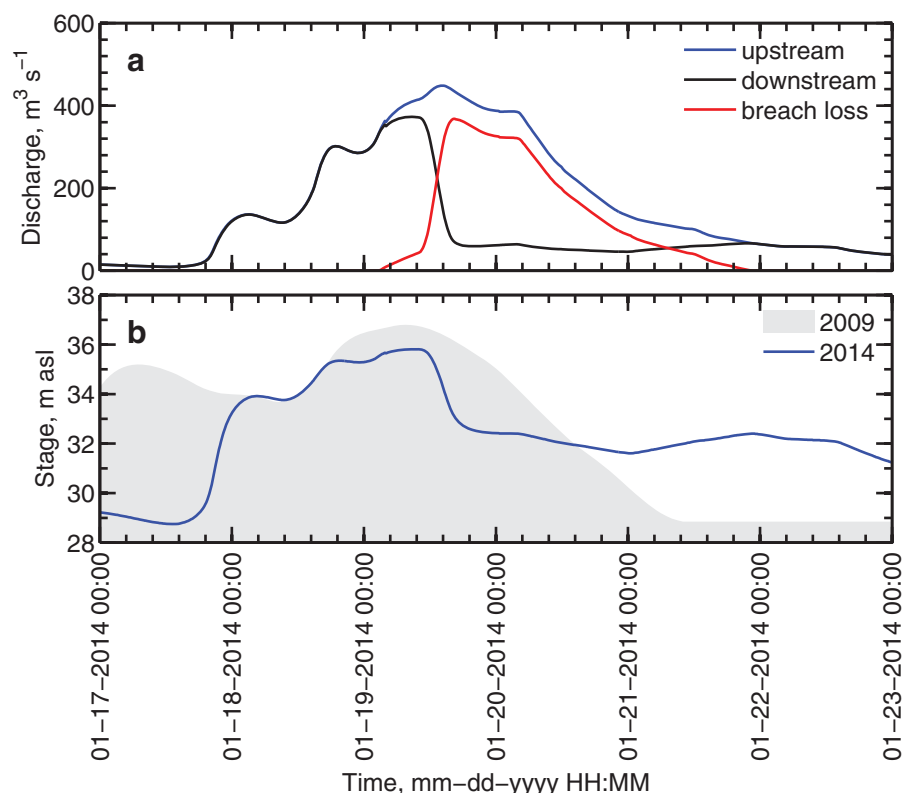 600
400
200
0
Discharge, m³ s⁻¹
a
upstream
downstream
breach loss
38
36
34
32
30
28
Stage, m asl
b
2009
2014
01−17−2014 00:00
01−18−2014 00:00
01−19−2014 00:00
01−20−2014 00:00
01−21−2014 00:00
01−22−2014 00:00
01−23−2014 00:00
Time, mm−dd−yyyy HH:MM